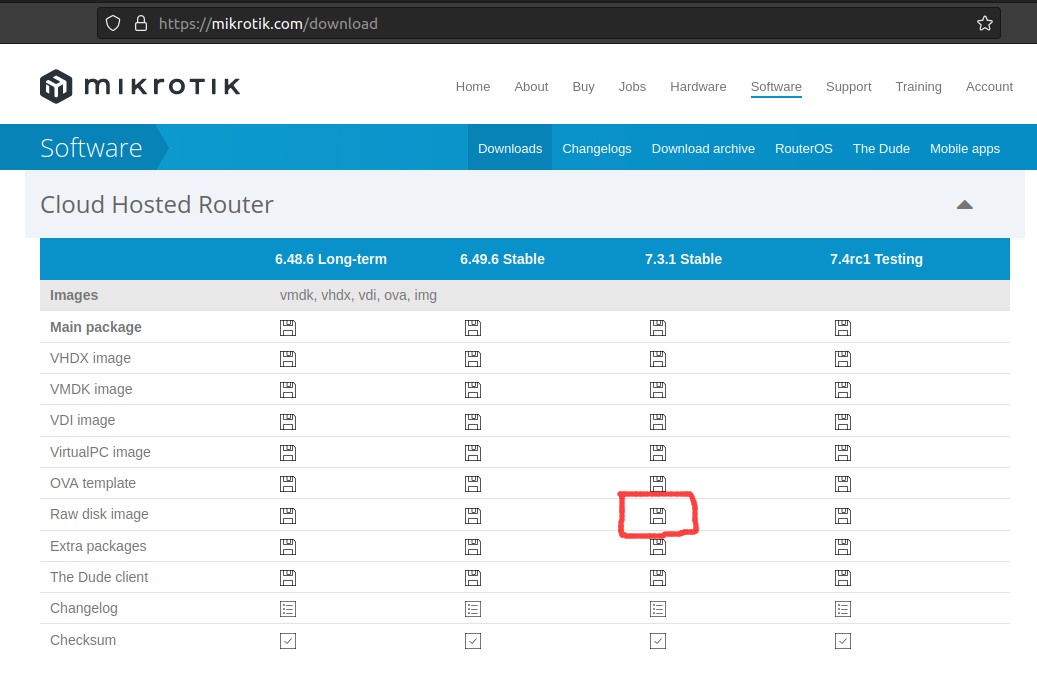 https://mikrotik.com/download
mikrotik
Home About Buy Jobs Hardware Software Support Training Account
Software Downloads Changelogs Download archive RouterOS The Dude Mobile apps
Cloud Hosted Router
6.48.6 Long-term 6.49.6 Stable 7.3.1 Stable 7.4rc1 Testing
Images vmdk, vhdx, vdi, ova, img
Main package
VHDX image
VMDK image
VDI image
VirtualPC image
OVA template
Raw disk image
Extra packages
The Dude client
Changelog
Checksum